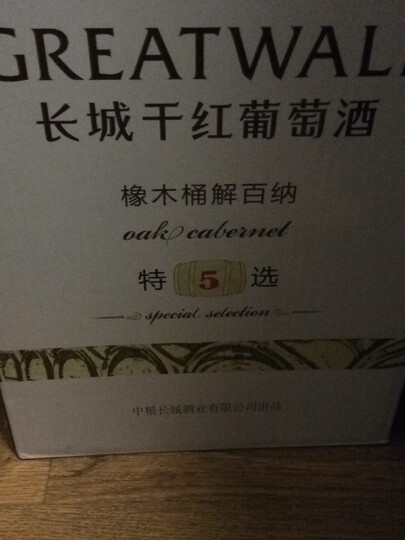 GREATWALL
长城干红葡萄酒
橡木桶解百纳
oak cabernet
特 5 选
special selection
中粮长城酒业有限公司出品